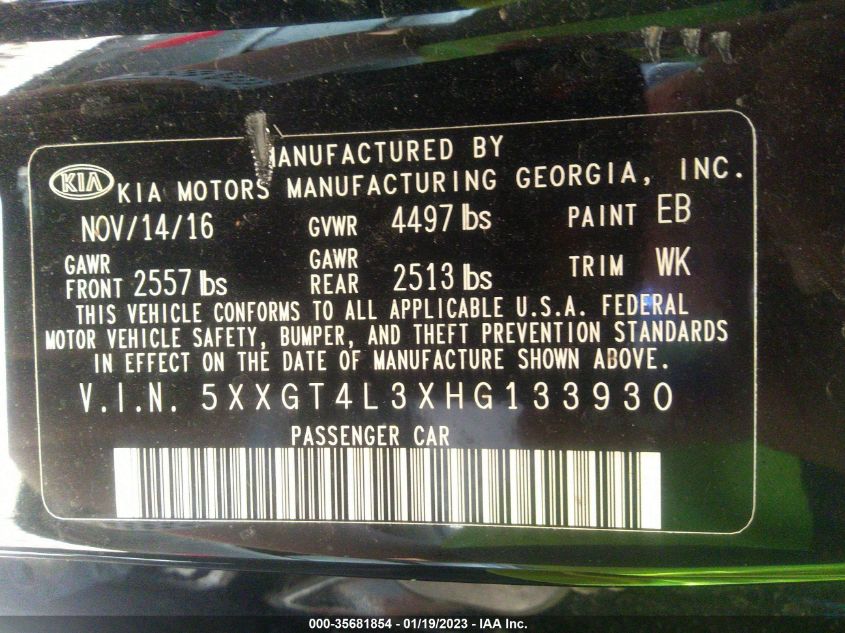 MANUFACTURED BY
KIA KIA MOTORS MANUFACTURING GEORGIA, INC.
NOV/14/16 GVWR 4497 lbs PAINT EB
GAWR FRONT 2557 lbs GAWR REAR 2513 lbs TRIM WK
THIS VEHICLE CONFORMS TO ALL APPLICABLE U.S.A. FEDERAL
MOTOR VEHICLE SAFETY, BUMPER, AND THEFT PREVENTION STANDARDS
IN EFFECT ON THE DATE OF MANUFACTURE SHOWN ABOVE.
V.I.N. 5XXGT4L3XHG133930
PASSENGER CAR
000-35681854 - 01/19/2023 - IAA Inc.